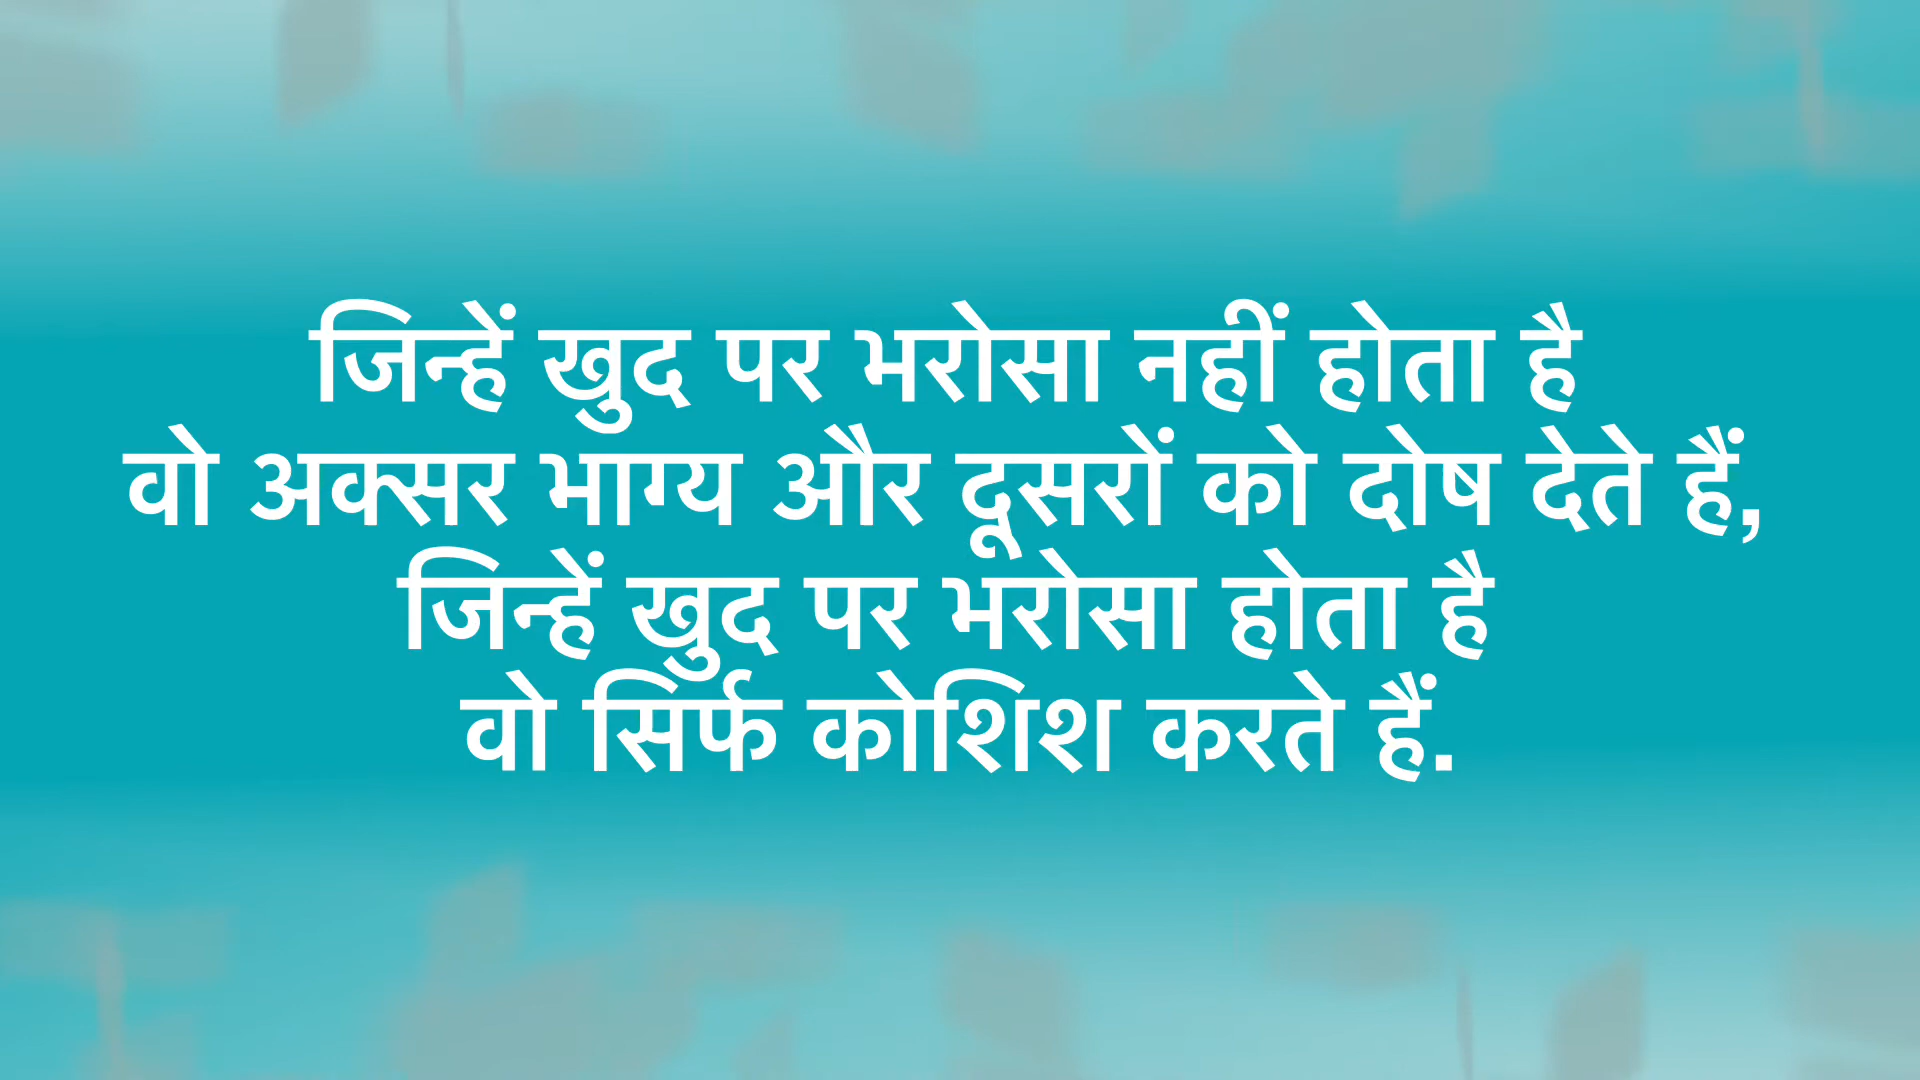 जिन्हें खुद पर भरोसा नहीं होता है
वो अक्सर भाग्य और दूसरों को दोष देते हैं,
जिन्हें खुद पर भरोसा होता है
वो सिर्फ कोशिश करते हैं.